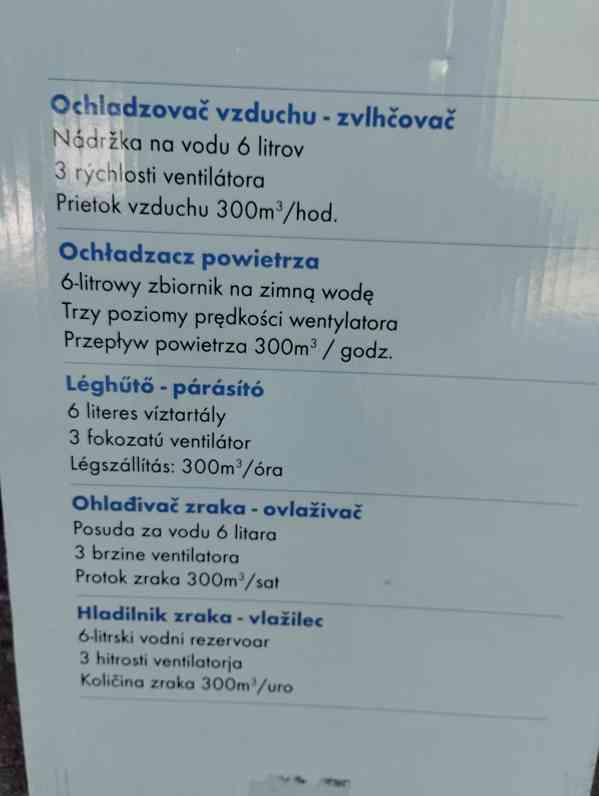 Ochladzovač vzduchu - zvlhčovač
Nádržka na vodu 6 litrov
3 rýchlosti ventilátora
Prietok vzduchu 300m³/hod.
Ochładzacz powietrza
6-litrowy zbiornik na zimną wodę
Trzy poziomy prędkości wentylatora
Przepływ powietrza 300m³ / godz.
Léghűtő - párásító
6 literes víztartály
3 fokozatú ventilátor
Légszállítás: 300m³/óra
Ohlađivač zraka - ovlaživač
Posuda za vodu 6 litara
3 brzine ventilatora
Protok zraka 300m³/sat
Hladilnik zraka - vlažilec
6-litrski vodni rezervoar
3 hitrosti ventilatorja
Količina zraka 300m³/uro